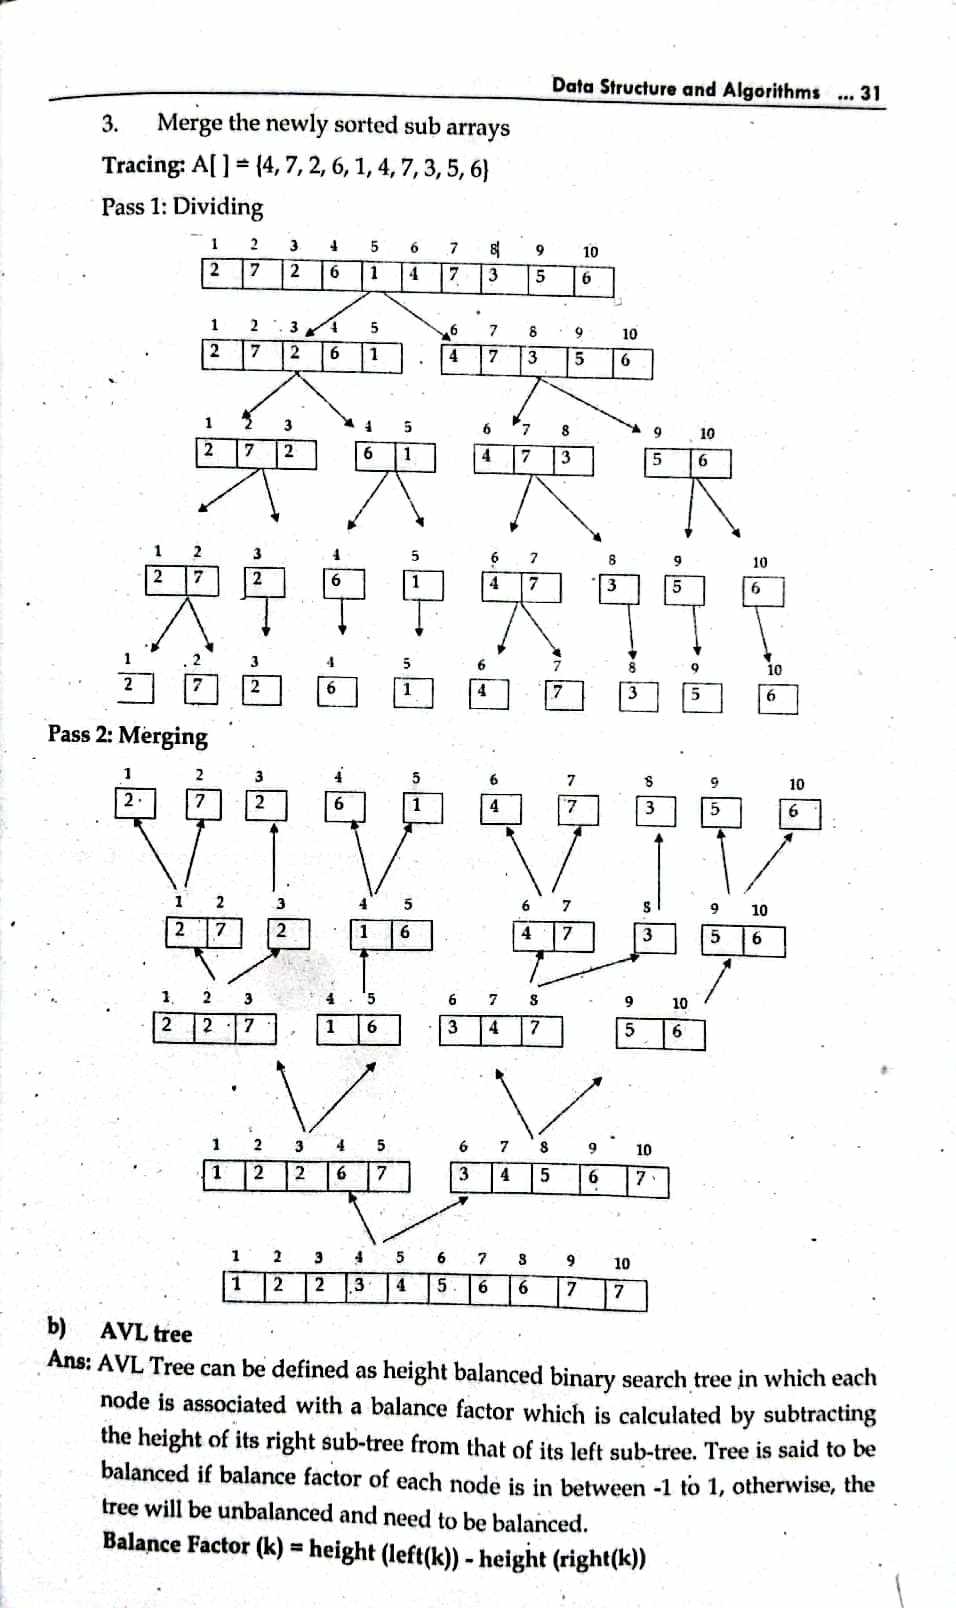 Data Structure and Algorithms ... 31
3. Merge the newly sorted sub arrays
Tracing: A[ ] = {4, 7, 2, 6, 1, 4, 7, 3, 5, 6}
Pass 1: Dividing
1 2 3 4 5 6 7 8 9 10
2 7 2 6 1 4 7 3 5 6
1 2 3 4 5 6 7 8 9 10
2 7 2 6 1 4 7 3 5 6
1 2 3 4 5 6 7 8 9 10
2 7 2 6 1 4 7 3 5 6
1 2 3 4 5 6 7 8 9 10
2 7 2 6 1 4 7 3 5 6
1 2 3 4 5 6 7 8 9 10
2 7 2 6 1 4 7 3 5 6
Pass 2: Merging
1 2 3 4 5 6 7 8 9 10
2 7 2 6 1 4 7 3 5 6
1 2 3 4 5 6 7 8 9 10
2 7 2 1 6 4 7 3 5 6
1 2 3 4 5 6 7 8 9 10
2 2 7 1 6 3 4 7 5 6
1 2 3 4 5 6 7 8 9 10
1 2 2 6 7 3 4 5 6 7
1 2 3 4 5 6 7 8 9 10
1 2 2 3 4 5 6 6 7 7
b) AVL tree
Ans: AVL Tree can be defined as height balanced binary search tree in which each
node is associated with a balance factor which is calculated by subtracting
the height of its right sub-tree from that of its left sub-tree. Tree is said to be
balanced if balance factor of each node is in between -1 to 1, otherwise, the
tree will be unbalanced and need to be balanced.
Balance Factor (k) = height (left(k)) - height (right(k))